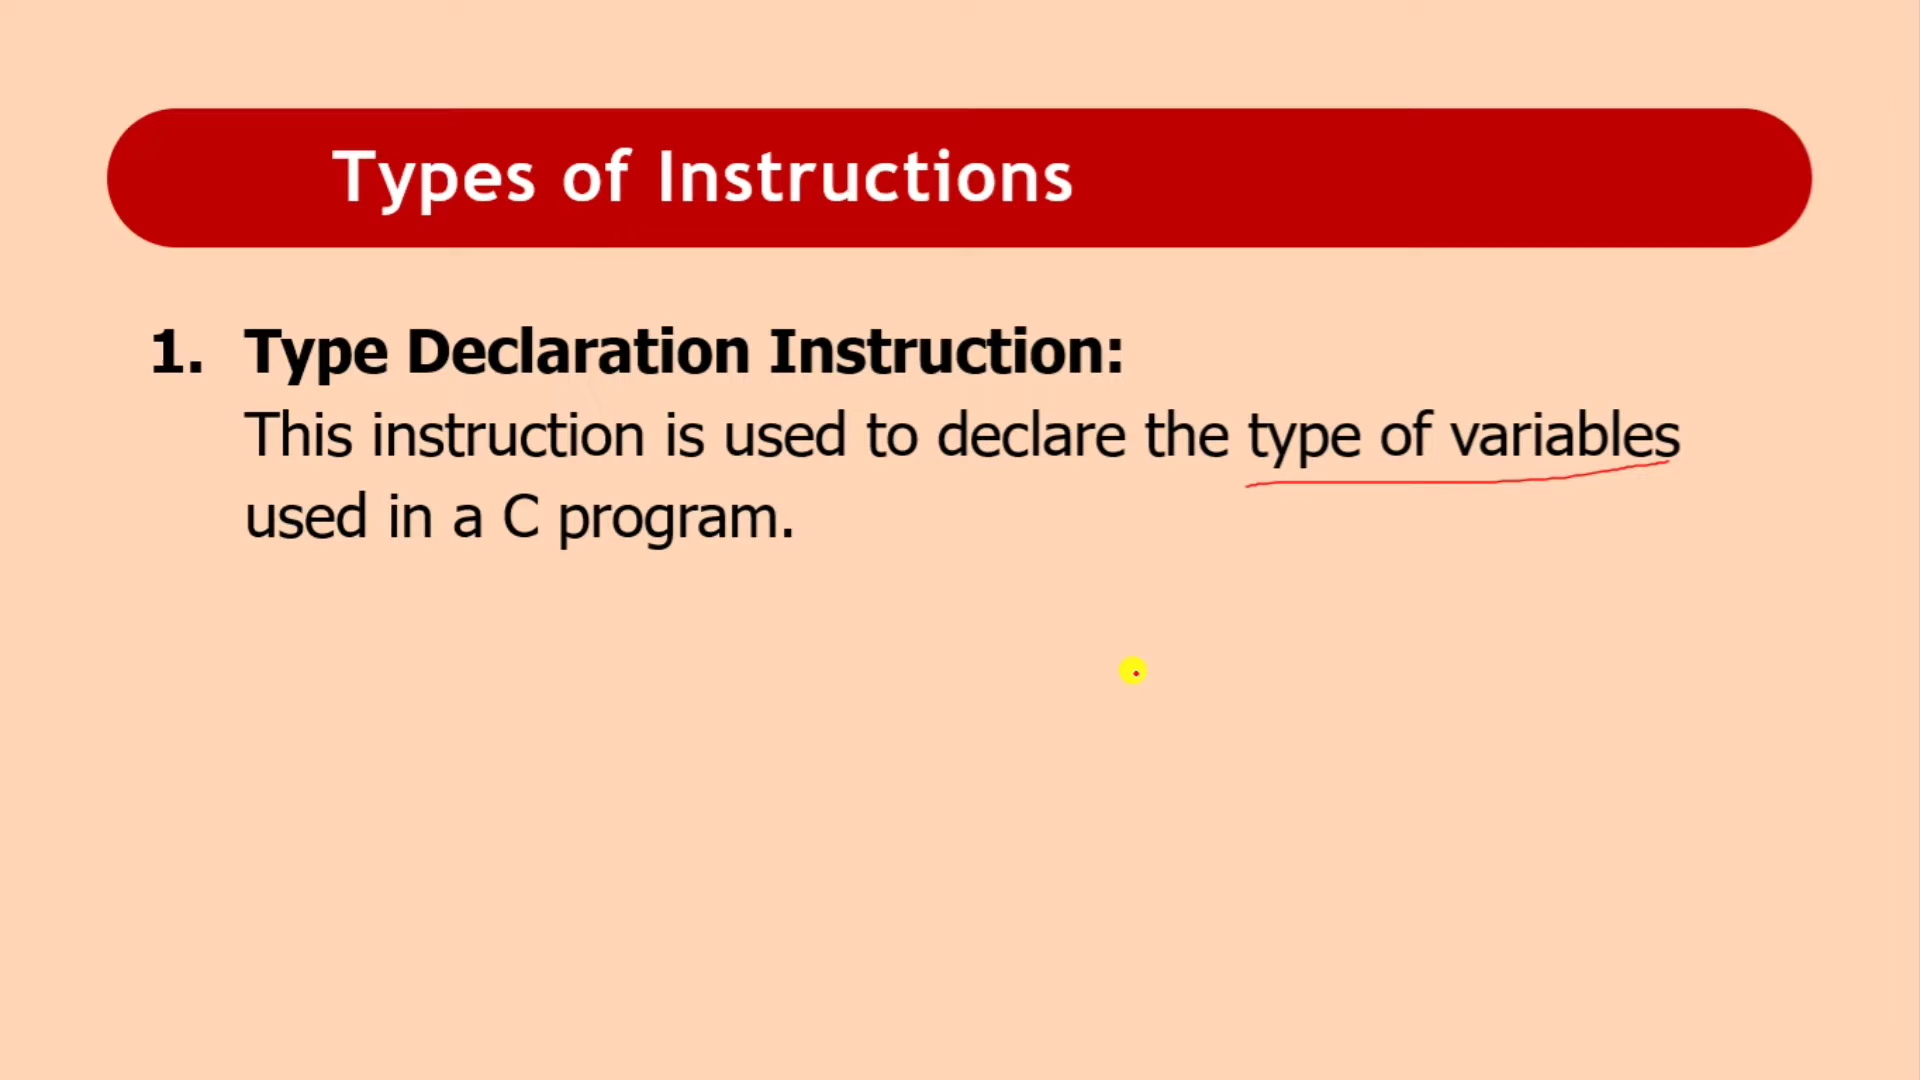 Types of Instructions
1. Type Declaration Instruction:
This instruction is used to declare the type of variables
used in a C program.